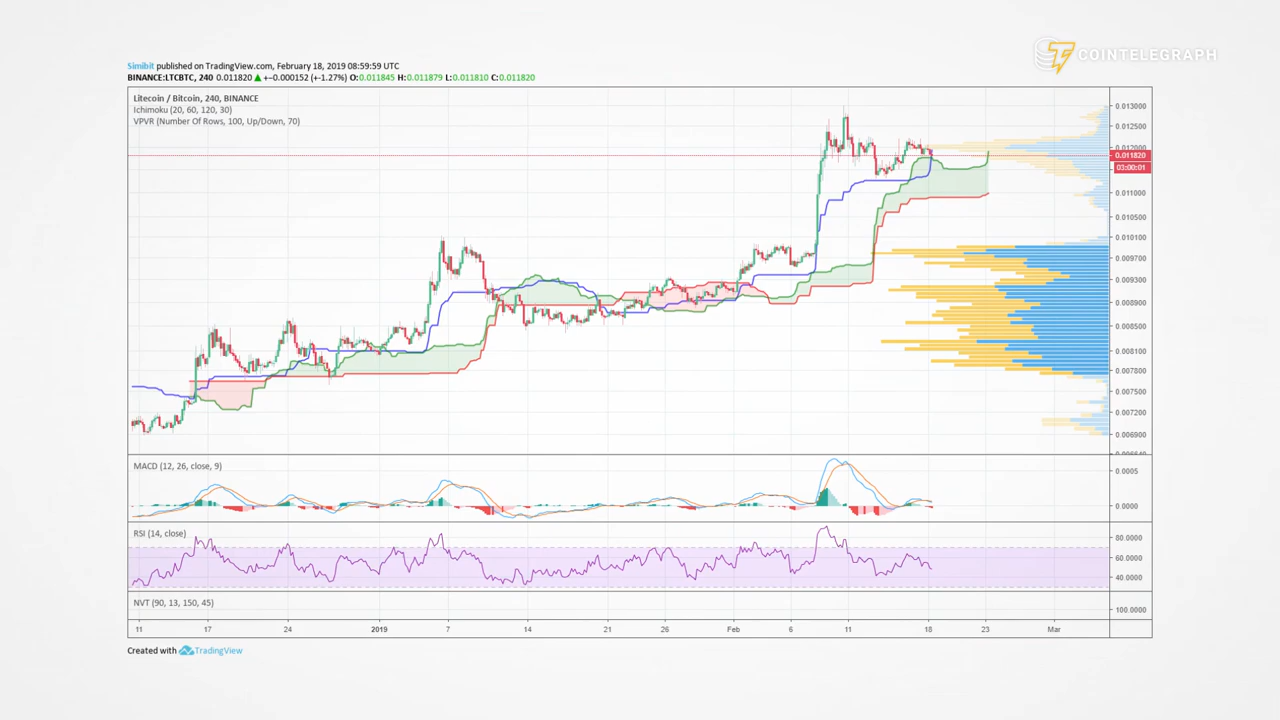 COINTELEGRAPH
Simibit published on TradingView.com, February 18, 2019 08:59:59 UTC
BINANCE:LTCBTC, 240 0.011820 ▲ +−0.000152 (+−1.27%) O:0.011845 H:0.011879 L:0.011810 C:0.011820
Litecoin / Bitcoin, 240, BINANCE
Ichimoku (20, 60, 120, 30)
VPVR (Number Of Rows, 100, Up/Down, 70)
0.013000
0.012500
0.012000
0.011820
03:00:01
0.011000
0.010500
0.010100
0.009700
0.009300
0.008900
0.008500
0.008100
0.007800
0.007500
0.007200
0.006900
MACD (12, 26, close, 9)
0.0005
0.0000
RSI (14, close)
80.0000
60.0000
40.0000
NVT (90, 13, 150, 45)
100.0000
11 17 24 2019 7 14 21 26 Feb 6 11 18 23 Mar
Created with TradingView